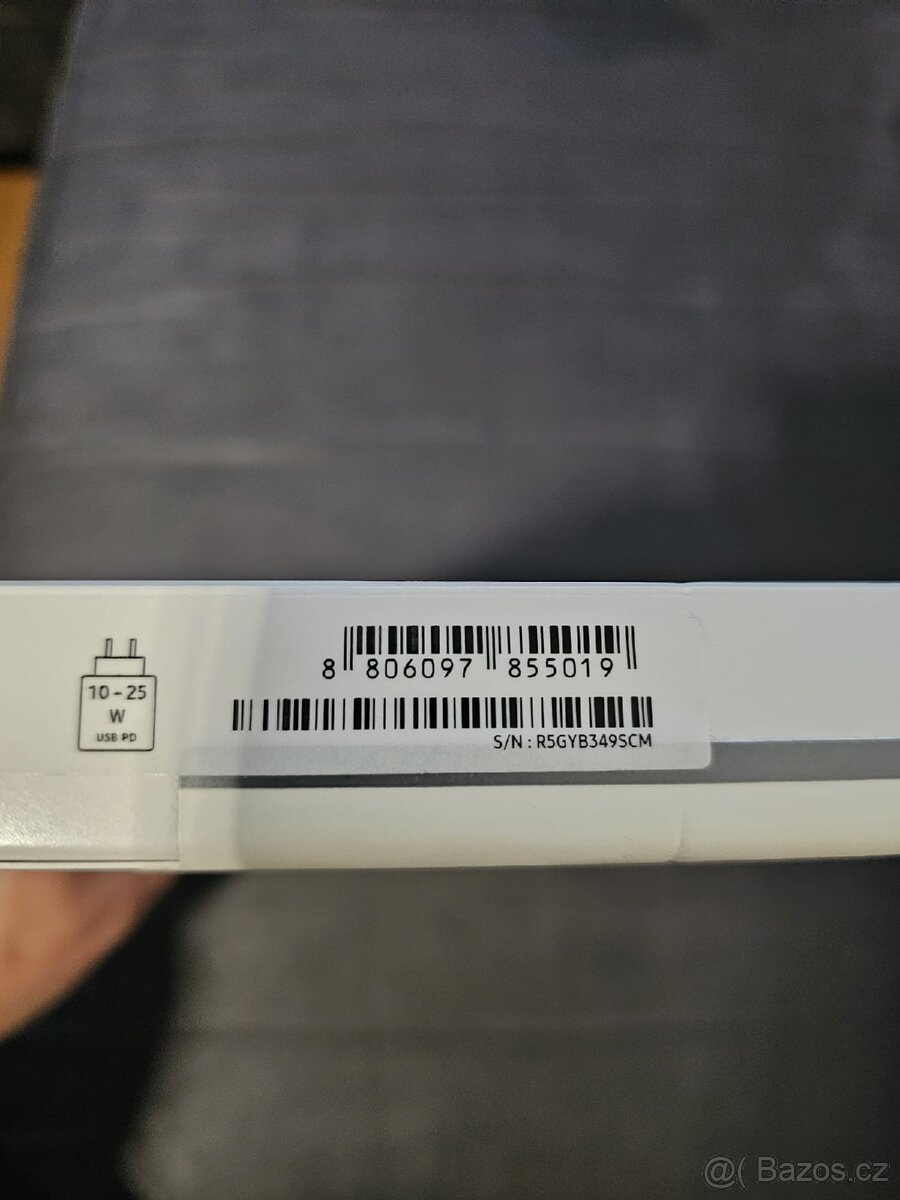 8 806097 855019
10 - 25
W
USB PD
S/N : R5GYB349SCM
@( Bazos.cz